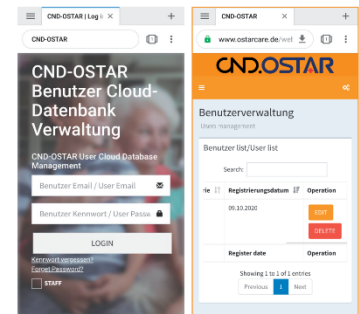 CND-OSTAR | Log i
CND-OSTAR
CND-OSTAR
Benutzer Cloud-
Datenbank
Verwaltung
CND-OSTAR User Cloud Database
Management
Benutzer Email / User Email
Benutzer Kennwort / User Passw
LOGIN
Kennwort vergessen?
Forget Password?
STAFF
CND-OSTAR
www.ostarcare.de/wel
CND.OSTAR
Benutzerverwaltung
Users management
Benutzer list/User list
Search:
rie Registrierungsdatum Operation
09.10.2020
EDIT
DELETE
Register date Operation
Showing 1 to 1 of 1 entries
Previous 1 Next